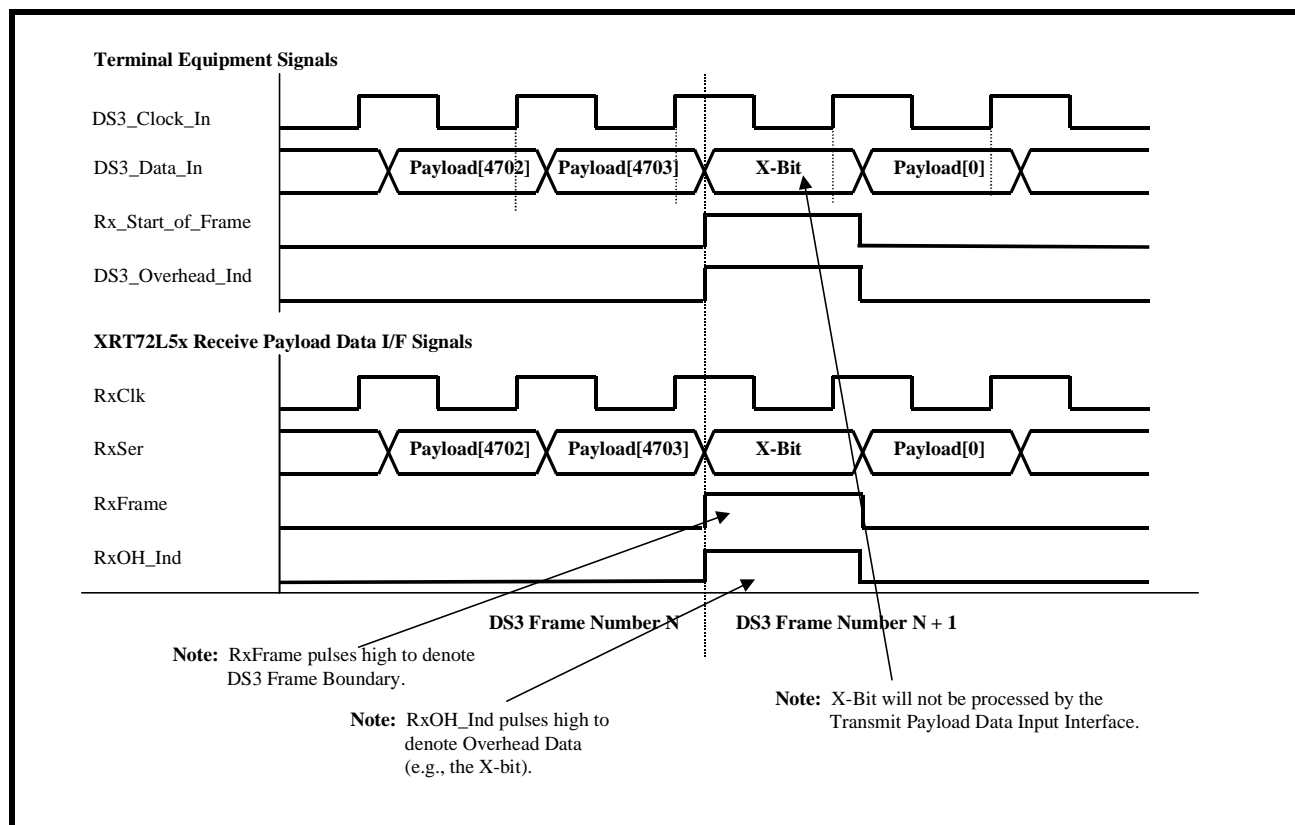 Terminal Equipment Signals
DS3_Clock_In
DS3_Data_In
Payload[4702] Payload[4703] X-Bit Payload[0]
Rx_Start_of_Frame
DS3_Overhead_Ind
XRT72L5x Receive Payload Data I/F Signals
RxClk
RxSer
Payload[4702] Payload[4703] X-Bit Payload[0]
RxFrame
RxOH_Ind
DS3 Frame Number N DS3 Frame Number N + 1
Note: RxFrame pulses high to denote
DS3 Frame Boundary.
Note: X-Bit will not be processed by the
Transmit Payload Data Input Interface.
Note: RxOH_Ind pulses high to
denote Overhead Data
(e.g., the X-bit).